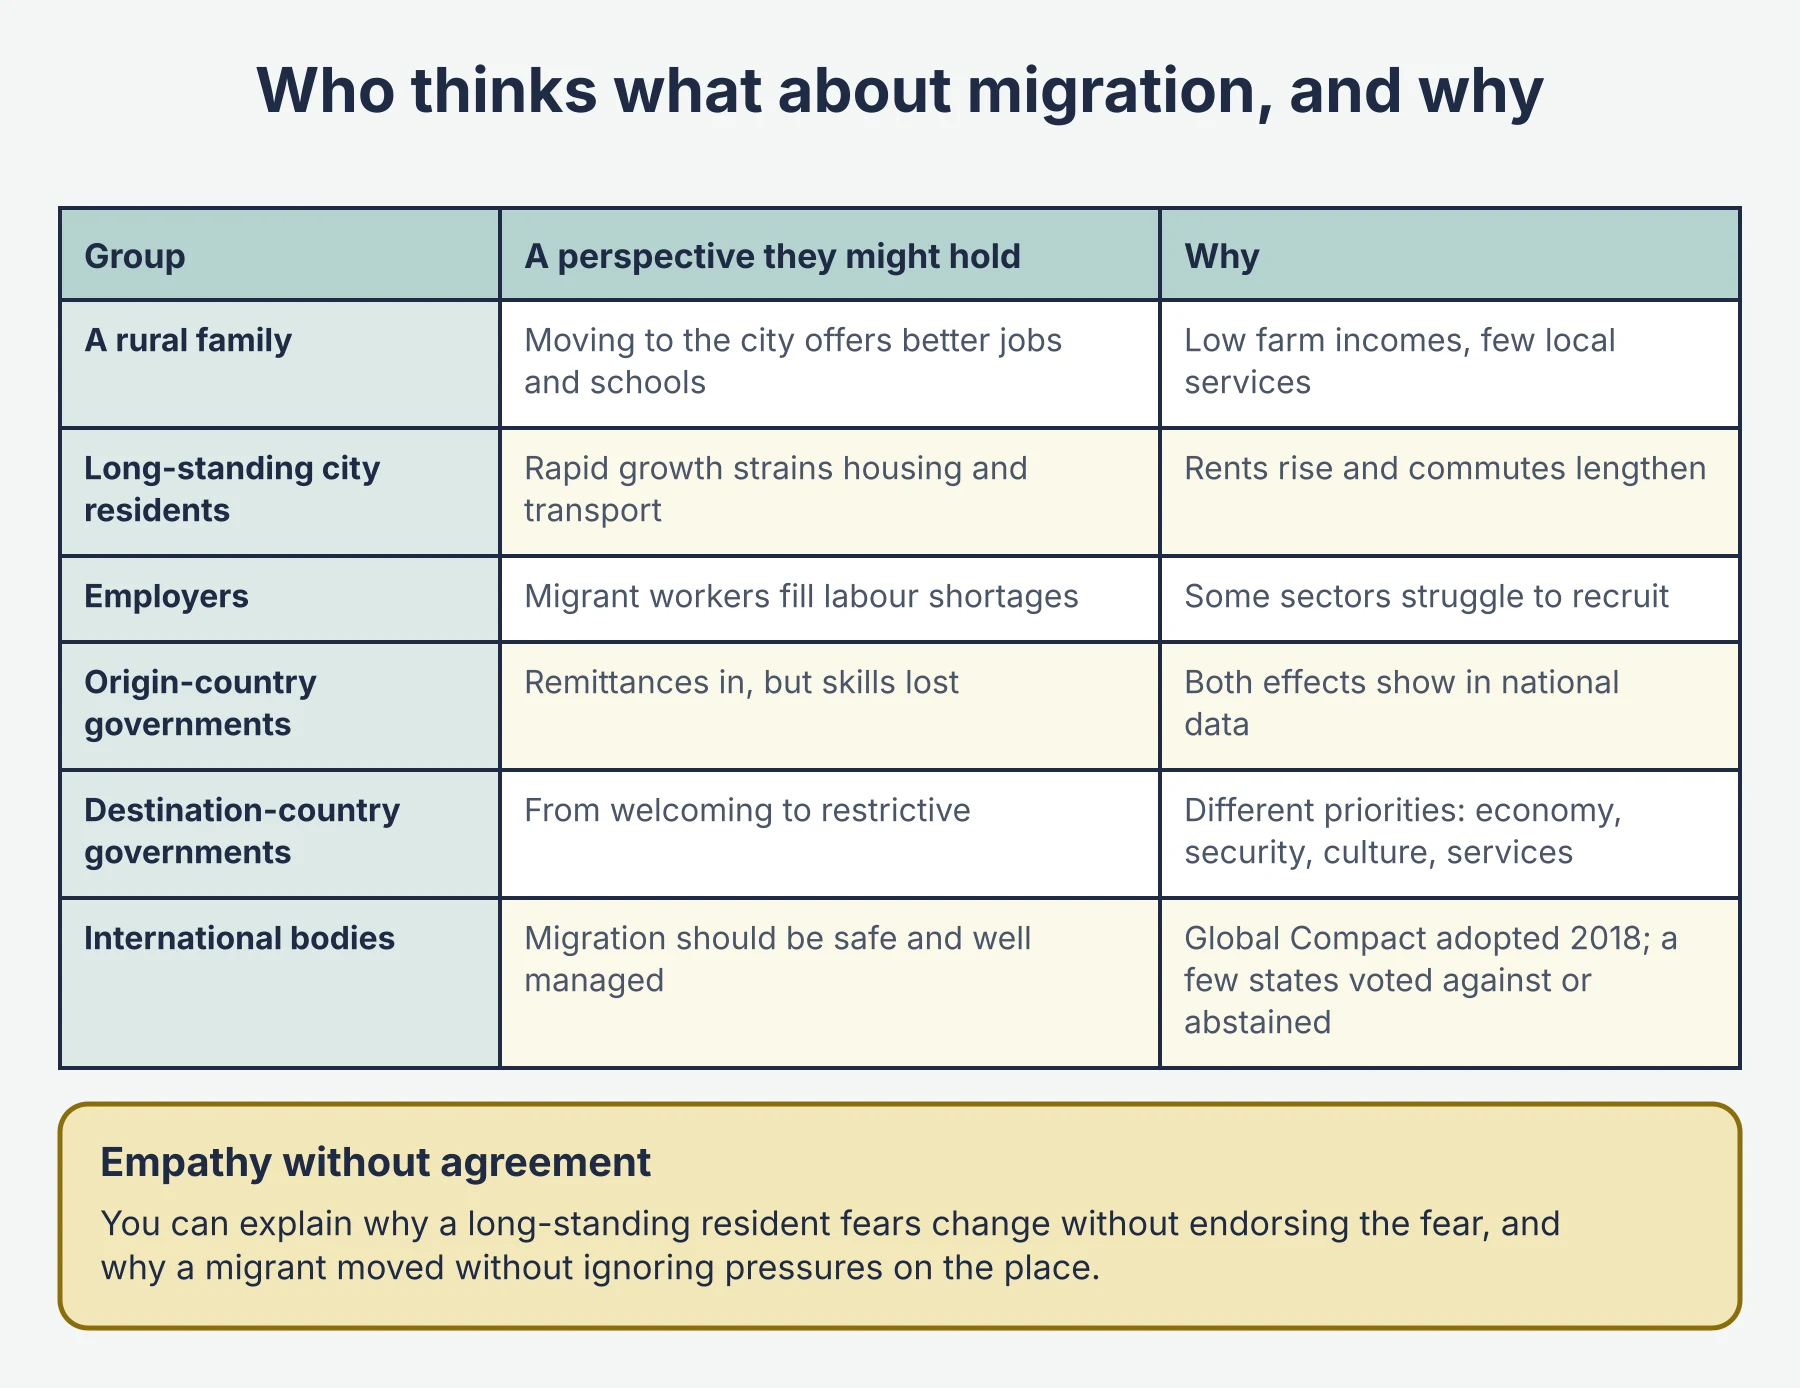 Who thinks what about migration, and why
Group
A perspective they might hold
Why
A rural family
Moving to the city offers better jobs
and schools
Low farm incomes, few local
services
Long-standing city
residents
Rapid growth strains housing and
transport
Rents rise and commutes lengthen
Employers
Migrant workers fill labour shortages
Some sectors struggle to recruit
Origin-country
governments
Remittances in, but skills lost
Both effects show in national
data
Destination-country
governments
From welcoming to restrictive
Different priorities: economy,
security, culture, services
International bodies
Migration should be safe and well
managed
Global Compact adopted 2018; a
few states voted against or
abstained
Empathy without agreement
You can explain why a long-standing resident fears change without endorsing the fear, and
why a migrant moved without ignoring pressures on the place.